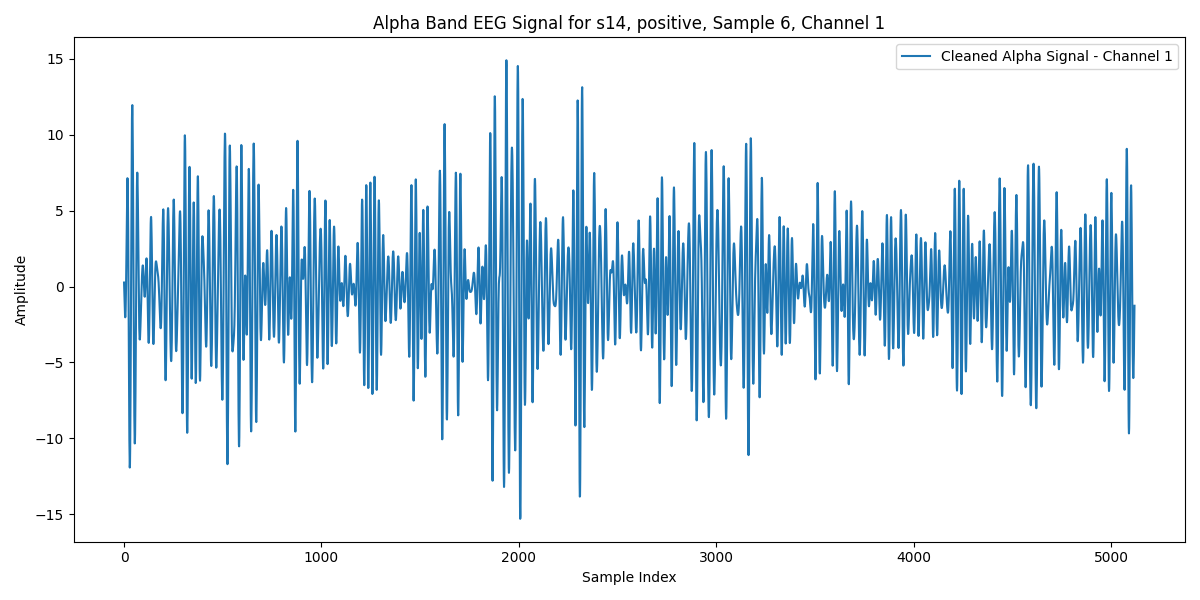 Alpha Band EEG Signal for s14, positive, Sample 6, Channel 1
Cleaned Alpha Signal - Channel 1
15
10
5
0
−5
−10
−15
Amplitude
0 1000 2000 3000 4000 5000
Sample Index